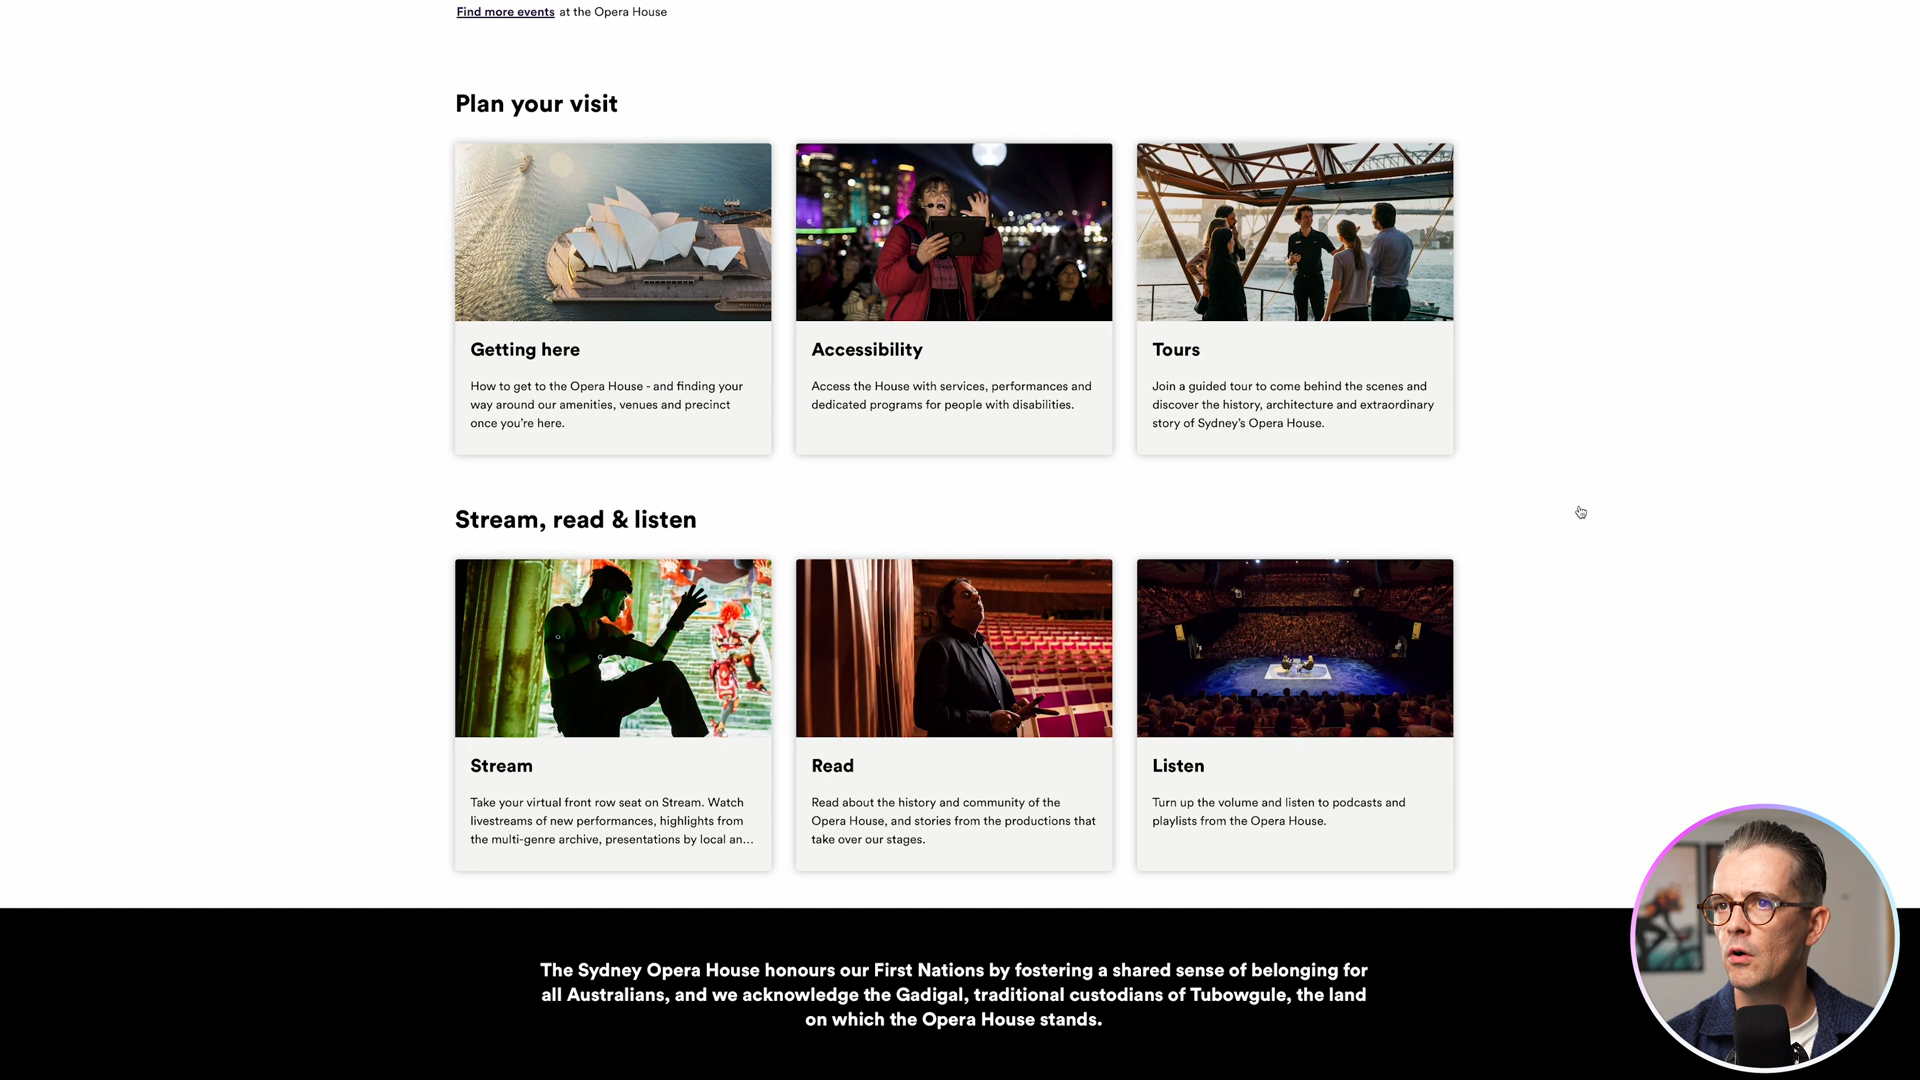 Find more events at the Opera House
Plan your visit
Getting here
How to get to the Opera House - and finding your
way around our amenities, venues and precinct
once you’re here.
Accessibility
Access the House with services, performances and
dedicated programs for people with disabilities.
Tours
Join a guided tour to come behind the scenes and
discover the history, architecture and extraordinary
story of Sydney’s Opera House.
Stream, read & listen
Stream
Take your virtual front row seat on Stream. Watch
livestreams of new performances, highlights from
the multi-genre archive, presentations by local an...
Read
Read about the history and community of the
Opera House, and stories from the productions that
take over our stages.
Listen
Turn up the volume and listen to podcasts and
playlists from the Opera House.
The Sydney Opera House honours our First Nations by fostering a shared sense of belonging for
all Australians, and we acknowledge the Gadigal, traditional custodians of Tubowgule, the land
on which the Opera House stands.